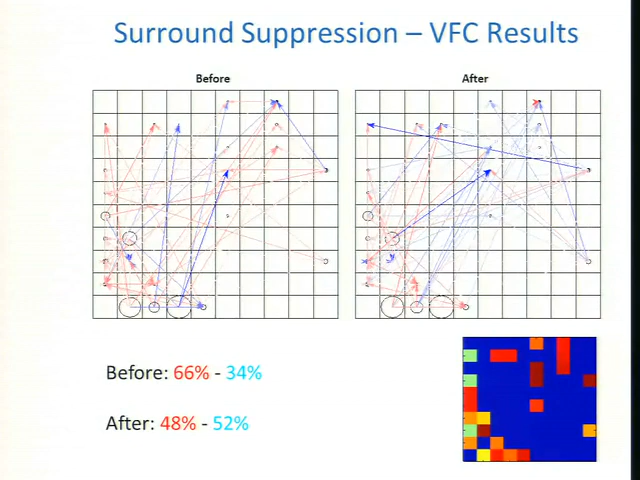 Surround Suppression – VFC Results
Before
After
Before: 66% - 34%
After: 48% - 52%